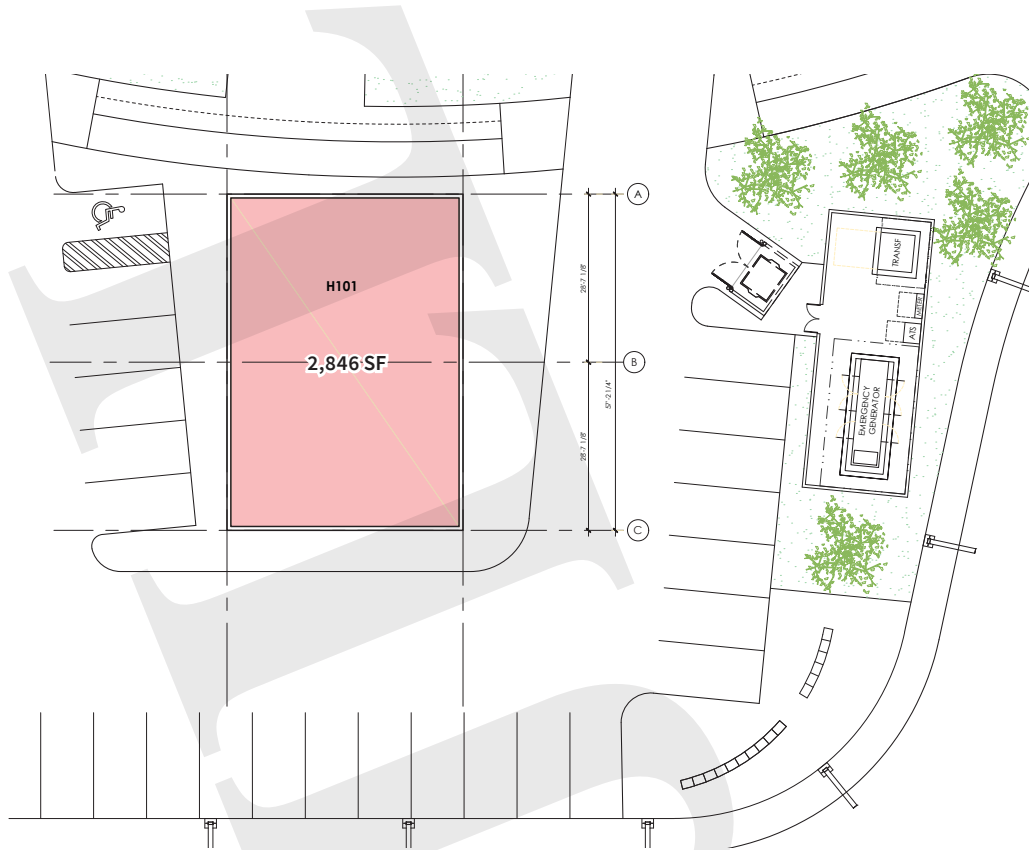 A
TRANSF
28'-7 1/8"
H101
METER
ATS
B
2,846 SF
57'-2 1/4"
EMERGENCY
GENERATOR
28'-7 1/8"
C